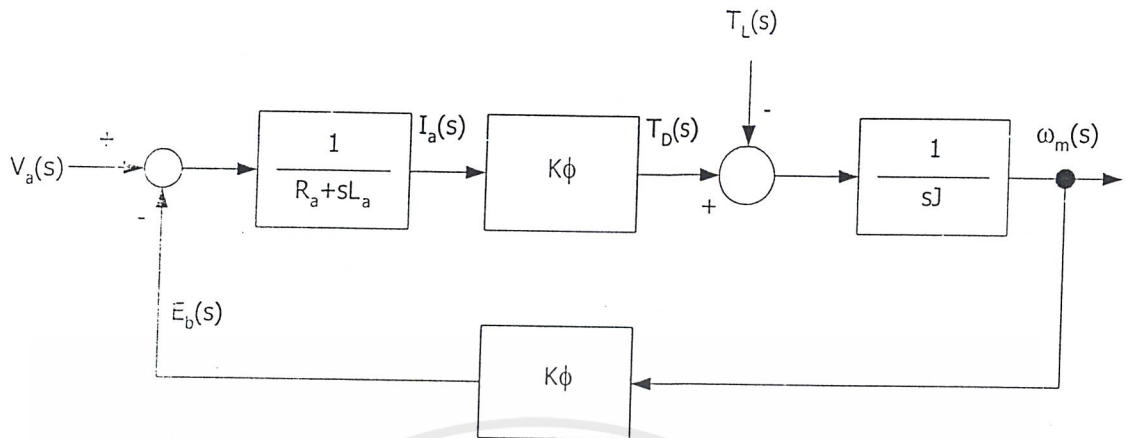 T_L(s)
-
÷
V_a(s)
-
1
R_a+sL_a
I_a(s)
Kϕ
T_D(s)
+
1
sJ
ω_m(s)
E_b(s)
Kϕ